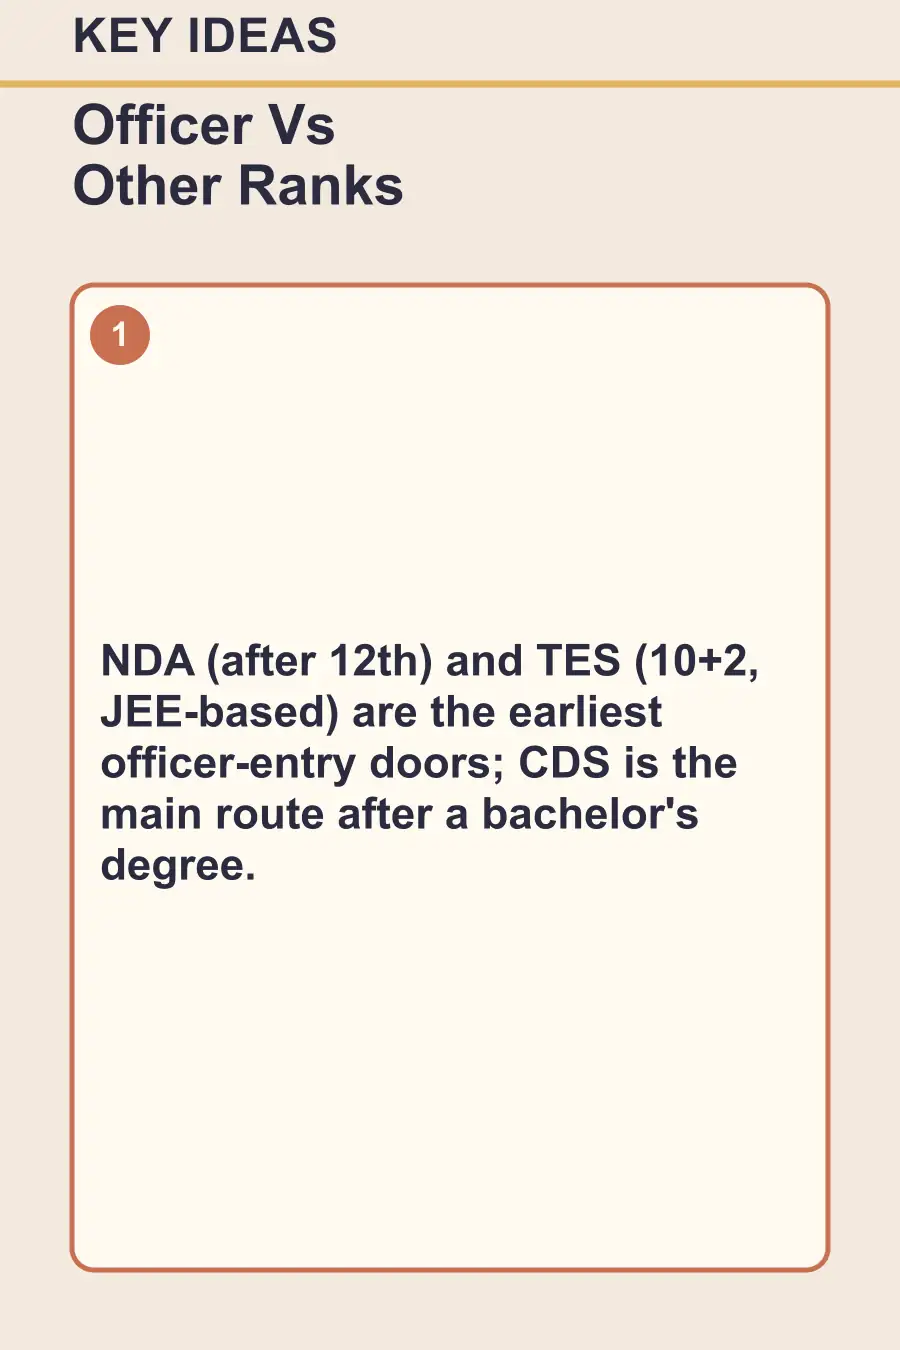 KEY IDEAS
Officer Vs
Other Ranks
1
NDA (after 12th) and TES (10+2,
JEE-based) are the earliest
officer-entry doors; CDS is the
main route after a bachelor's
degree.